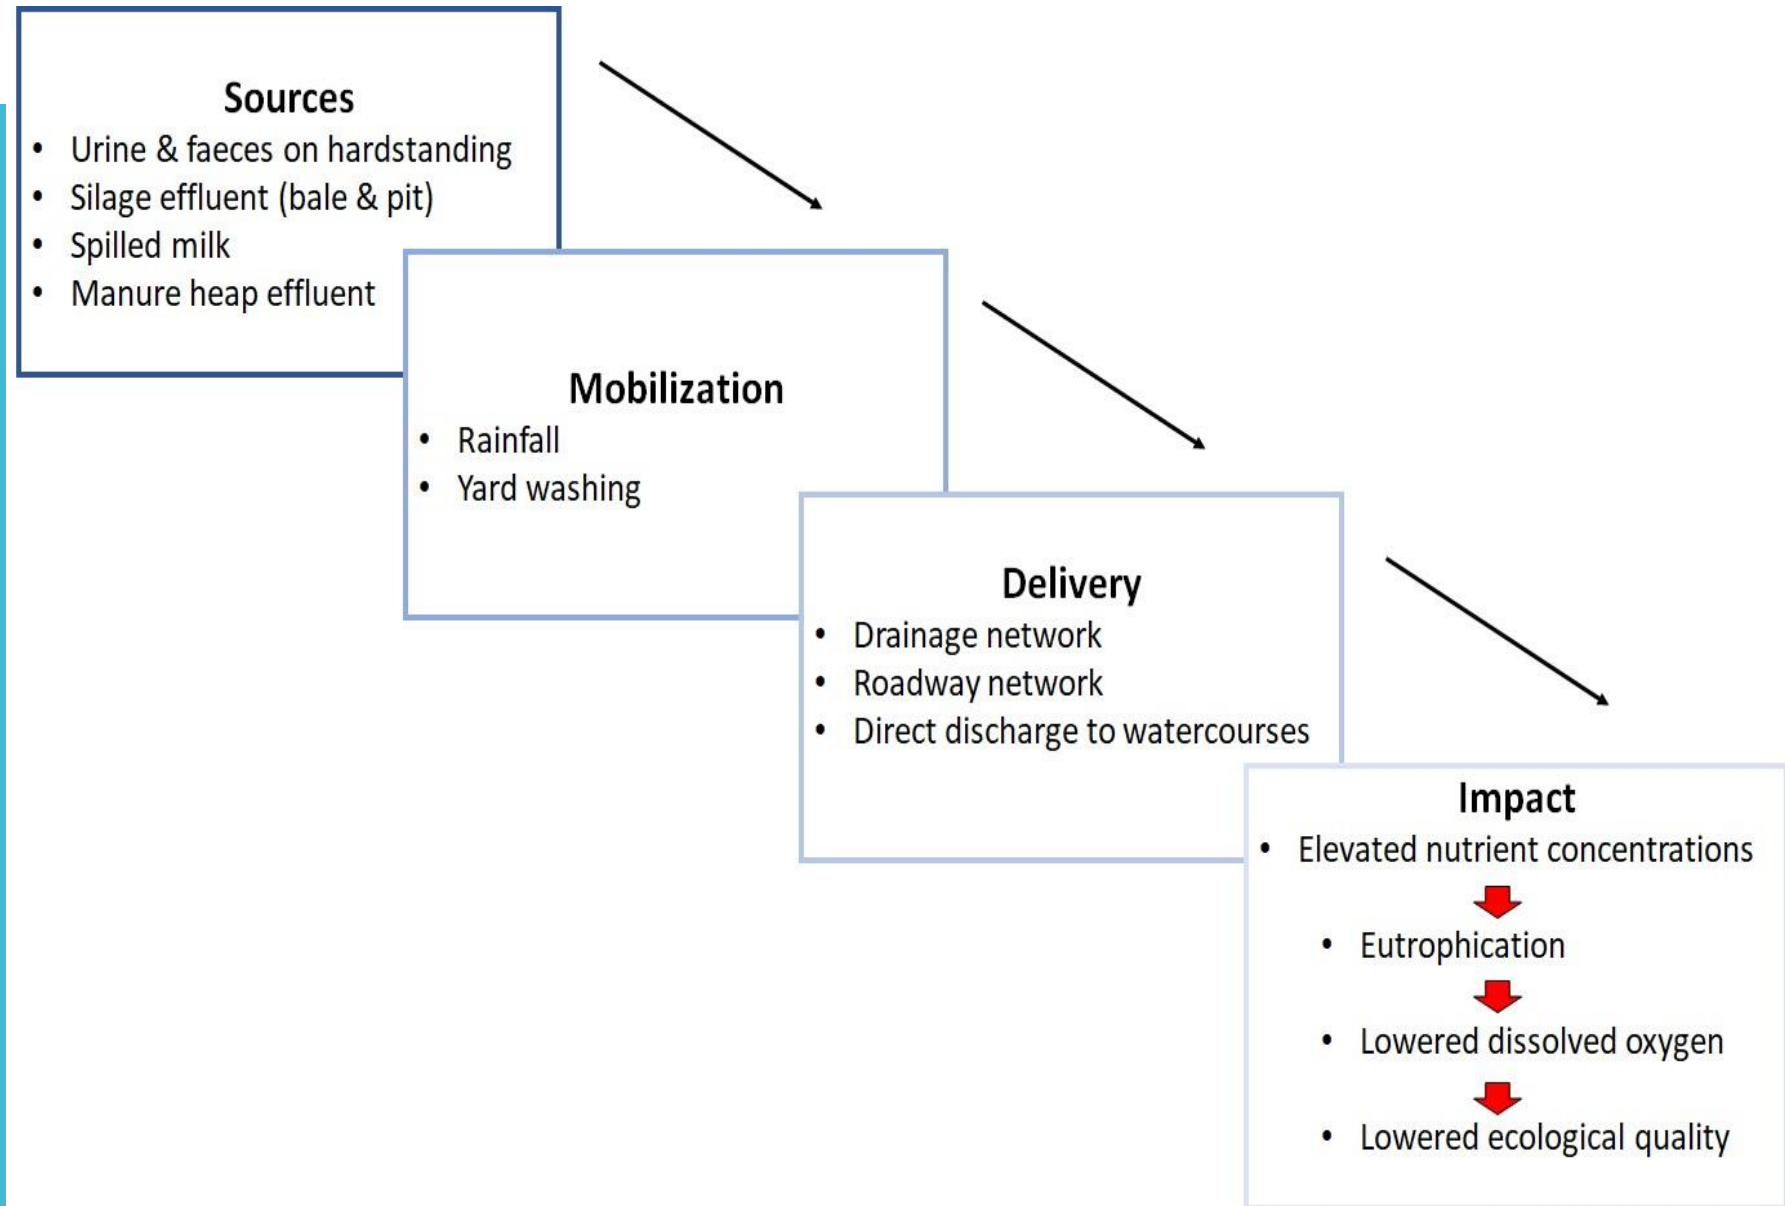 Sources
• Urine & faeces on hardstanding
• Silage effluent (bale & pit)
• Spilled milk
• Manure heap effluent
Mobilization
• Rainfall
• Yard washing
Delivery
• Drainage network
• Roadway network
• Direct discharge to watercourses
Impact
• Elevated nutrient concentrations
• Eutrophication
• Lowered dissolved oxygen
• Lowered ecological quality